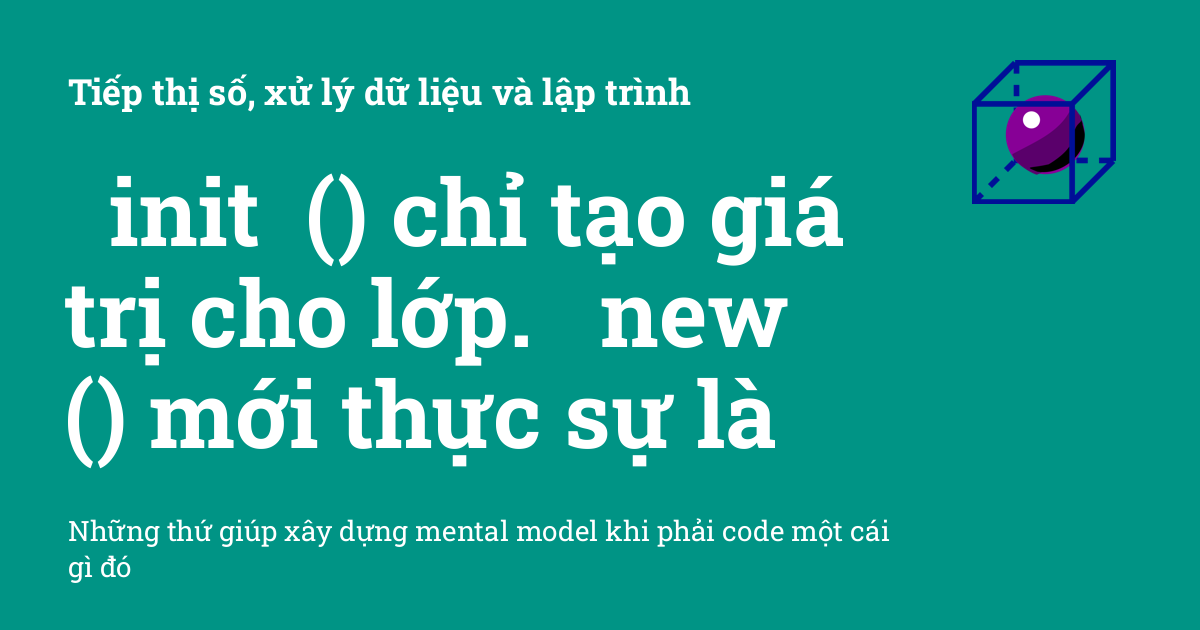 Tiếp thị số, xử lý dữ liệu và lập trình
init () chỉ tạo giá
trị cho lớp. new
() mới thực sự là
Những thứ giúp xây dựng mental model khi phải code một cái
gì đó